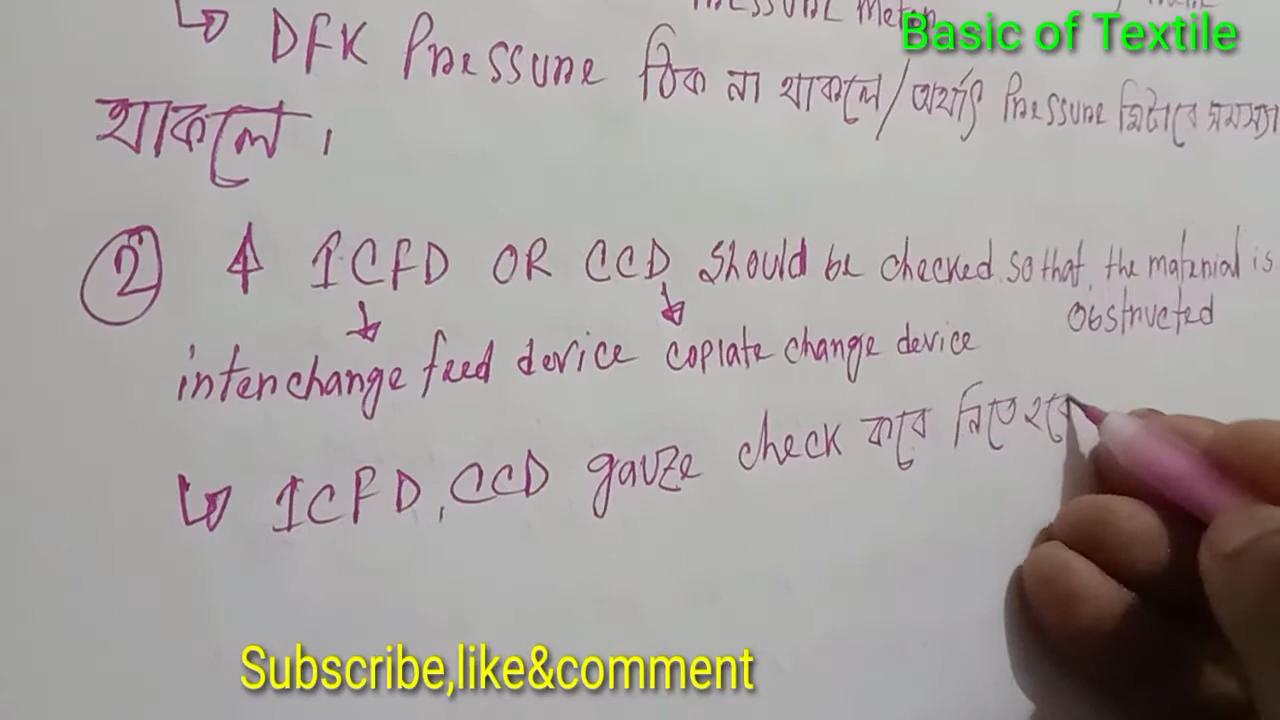 Pressure Meter
Basic of Textile
↳ DFK Pressure ঠিক না থাকলে/অর্থাৎ Pressure মিটারে সমস্যা
থাকলে।
② ICFD OR CCD should be checked so that the material is
obstructed
interchange feed device coplate change device
↳ ICFD, CCD gauze check করে নিতে হবে
Subscribe,like&comment